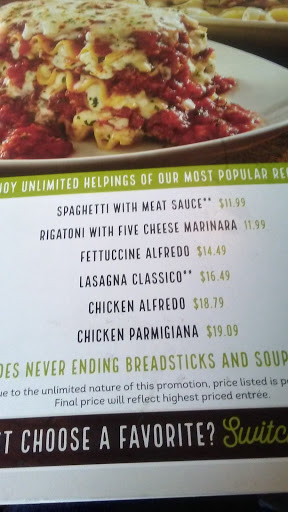 JOY UNLIMITED HELPINGS OF OUR MOST POPULAR REC
SPAGHETTI WITH MEAT SAUCE** $11.99
RIGATONI WITH FIVE CHEESE MARINARA 11.99
FETTUCCINE ALFREDO $14.49
LASAGNA CLASSICO** $16.49
CHICKEN ALFREDO $18.79
CHICKEN PARMIGIANA $19.09
DES NEVER ENDING BREADSTICKS AND SOUP
ue to the unlimited nature of this promotion, price listed is p
Final price will reflect highest priced entrée.
T CHOOSE A FAVORITE? Switc